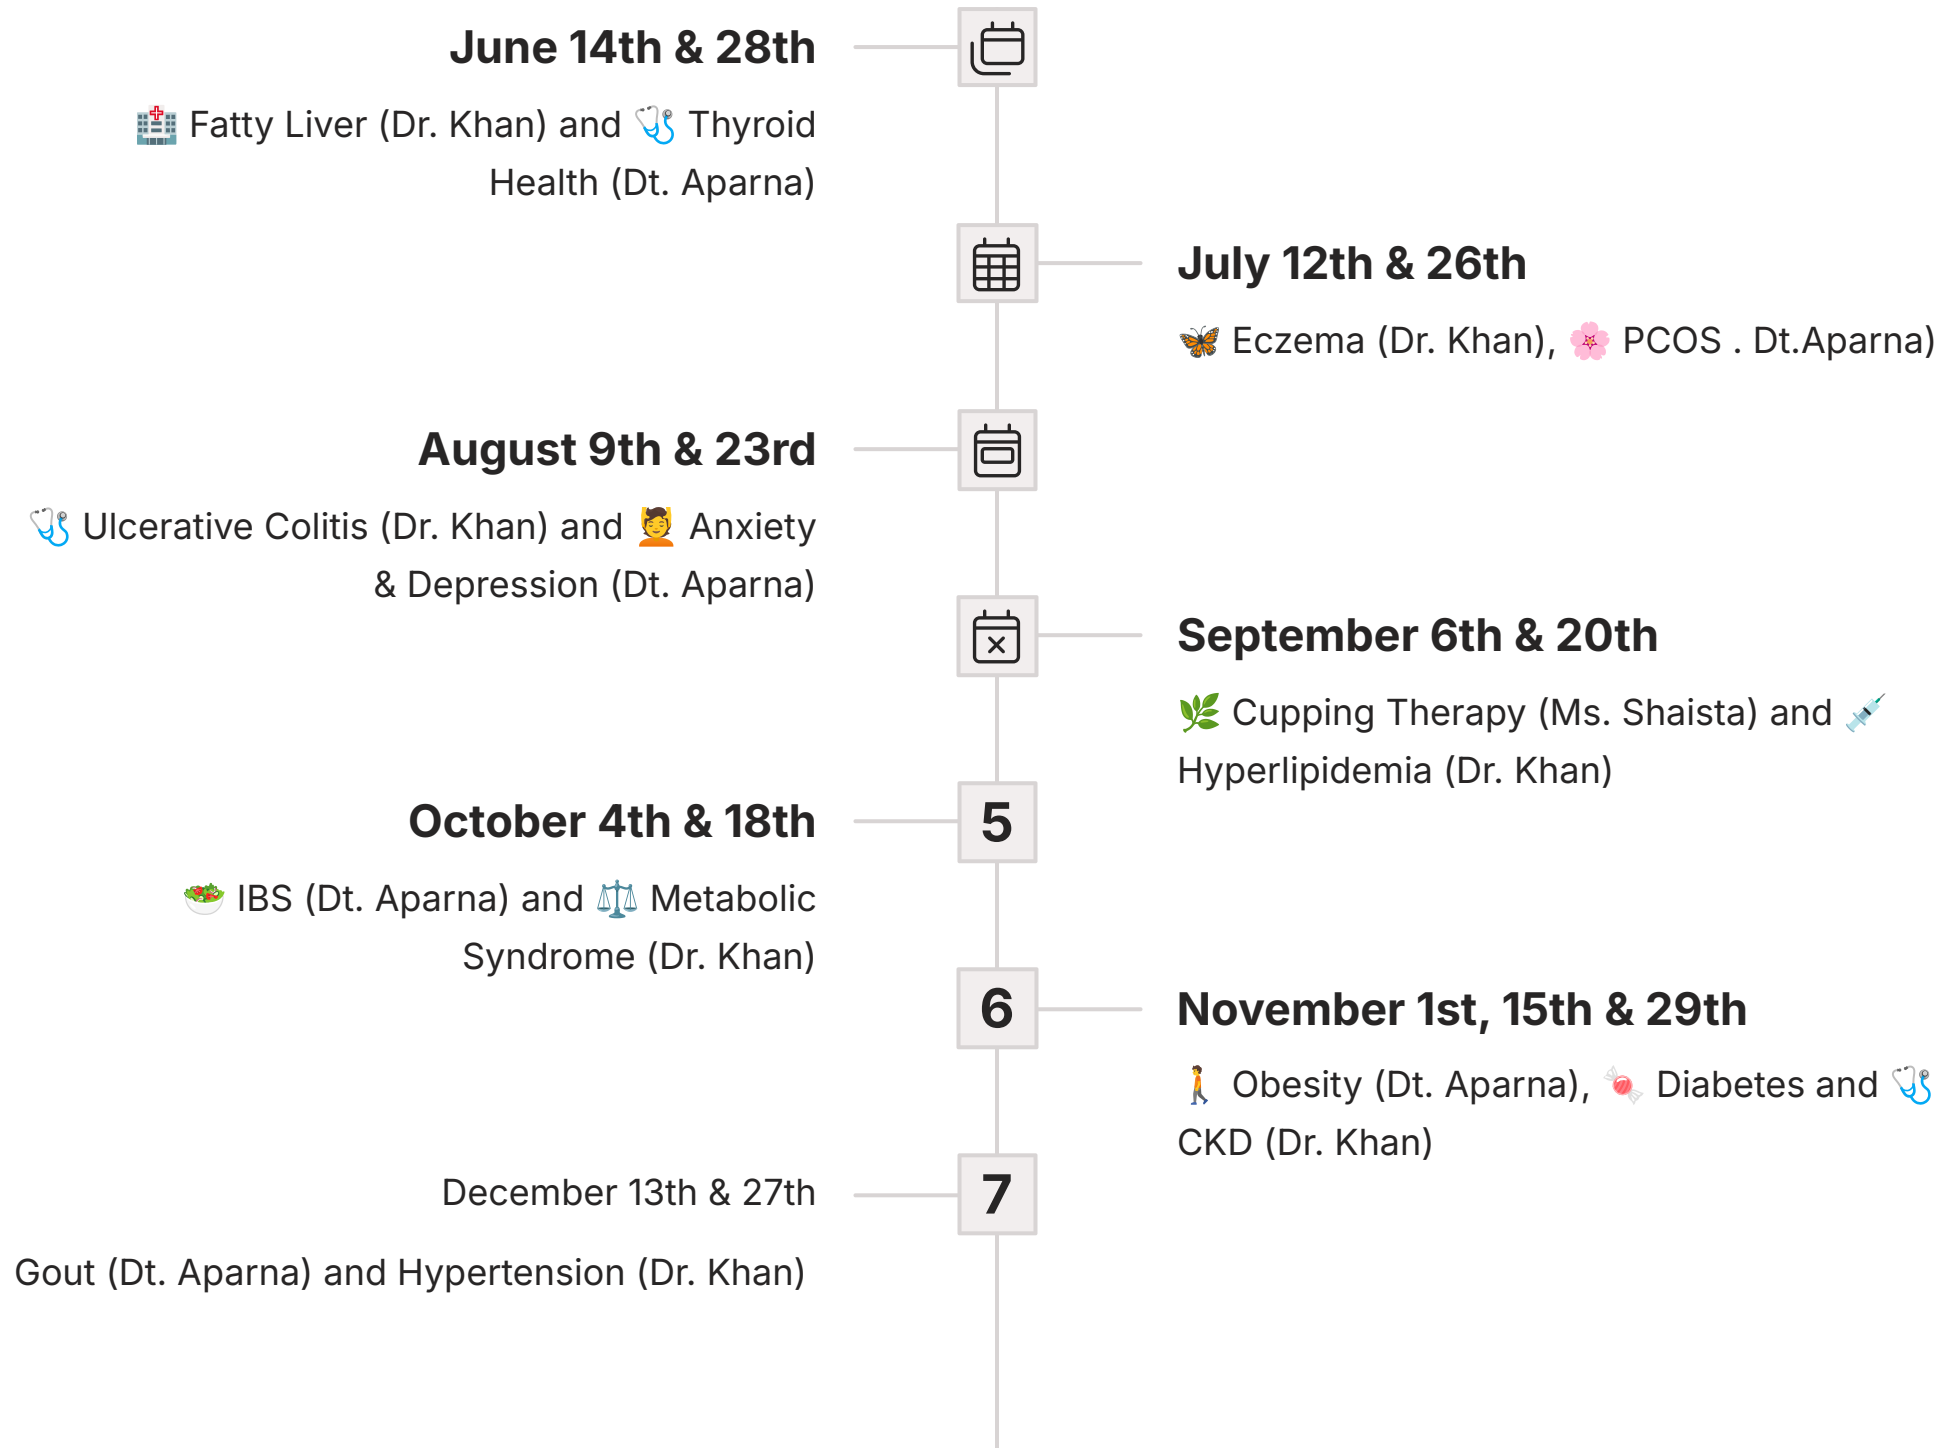 June 14th & 28th
🏥 Fatty Liver (Dr. Khan) and 🩺 Thyroid
Health (Dt. Aparna)
July 12th & 26th
🦋 Eczema (Dr. Khan), 🌸 PCOS . Dt.Aparna)
August 9th & 23rd
🩺 Ulcerative Colitis (Dr. Khan) and 💆 Anxiety
& Depression (Dt. Aparna)
September 6th & 20th
🌿 Cupping Therapy (Ms. Shaista) and 💉
Hyperlipidemia (Dr. Khan)
5
October 4th & 18th
🥗 IBS (Dt. Aparna) and ⚖️ Metabolic
Syndrome (Dr. Khan)
6
November 1st, 15th & 29th
🚶 Obesity (Dt. Aparna), 🍬 Diabetes and 🩺
CKD (Dr. Khan)
7
December 13th & 27th
Gout (Dt. Aparna) and Hypertension (Dr. Khan)